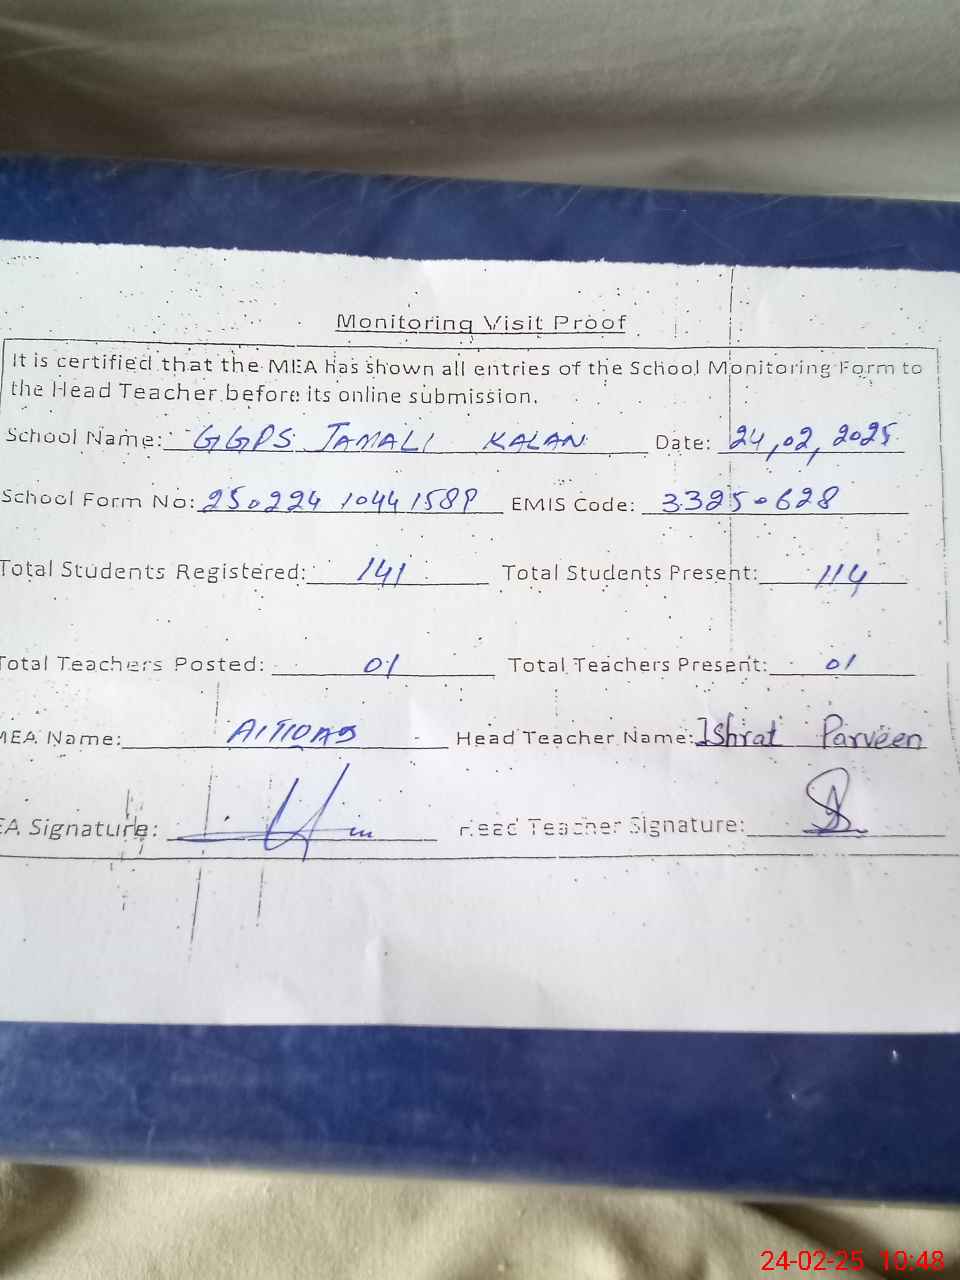 Monitoring Visit Proof
It is certified that the MEA has shown all entries of the School Monitoring Form to
the Head Teacher before its online submission.
School Name: GGPS JAMALI KALAN Date: 24,02,2025
School Form No: 250224 1044 1589 EMIS Code: 33250628
Total Students Registered: 141 Total Students Present: 114
Total Teachers Posted: 01 Total Teachers Present: 01
MEA Name: Head Teacher Name: Ishrat Parveen
EA Signature: Head Teacher Signature:
24-02-25 10:48